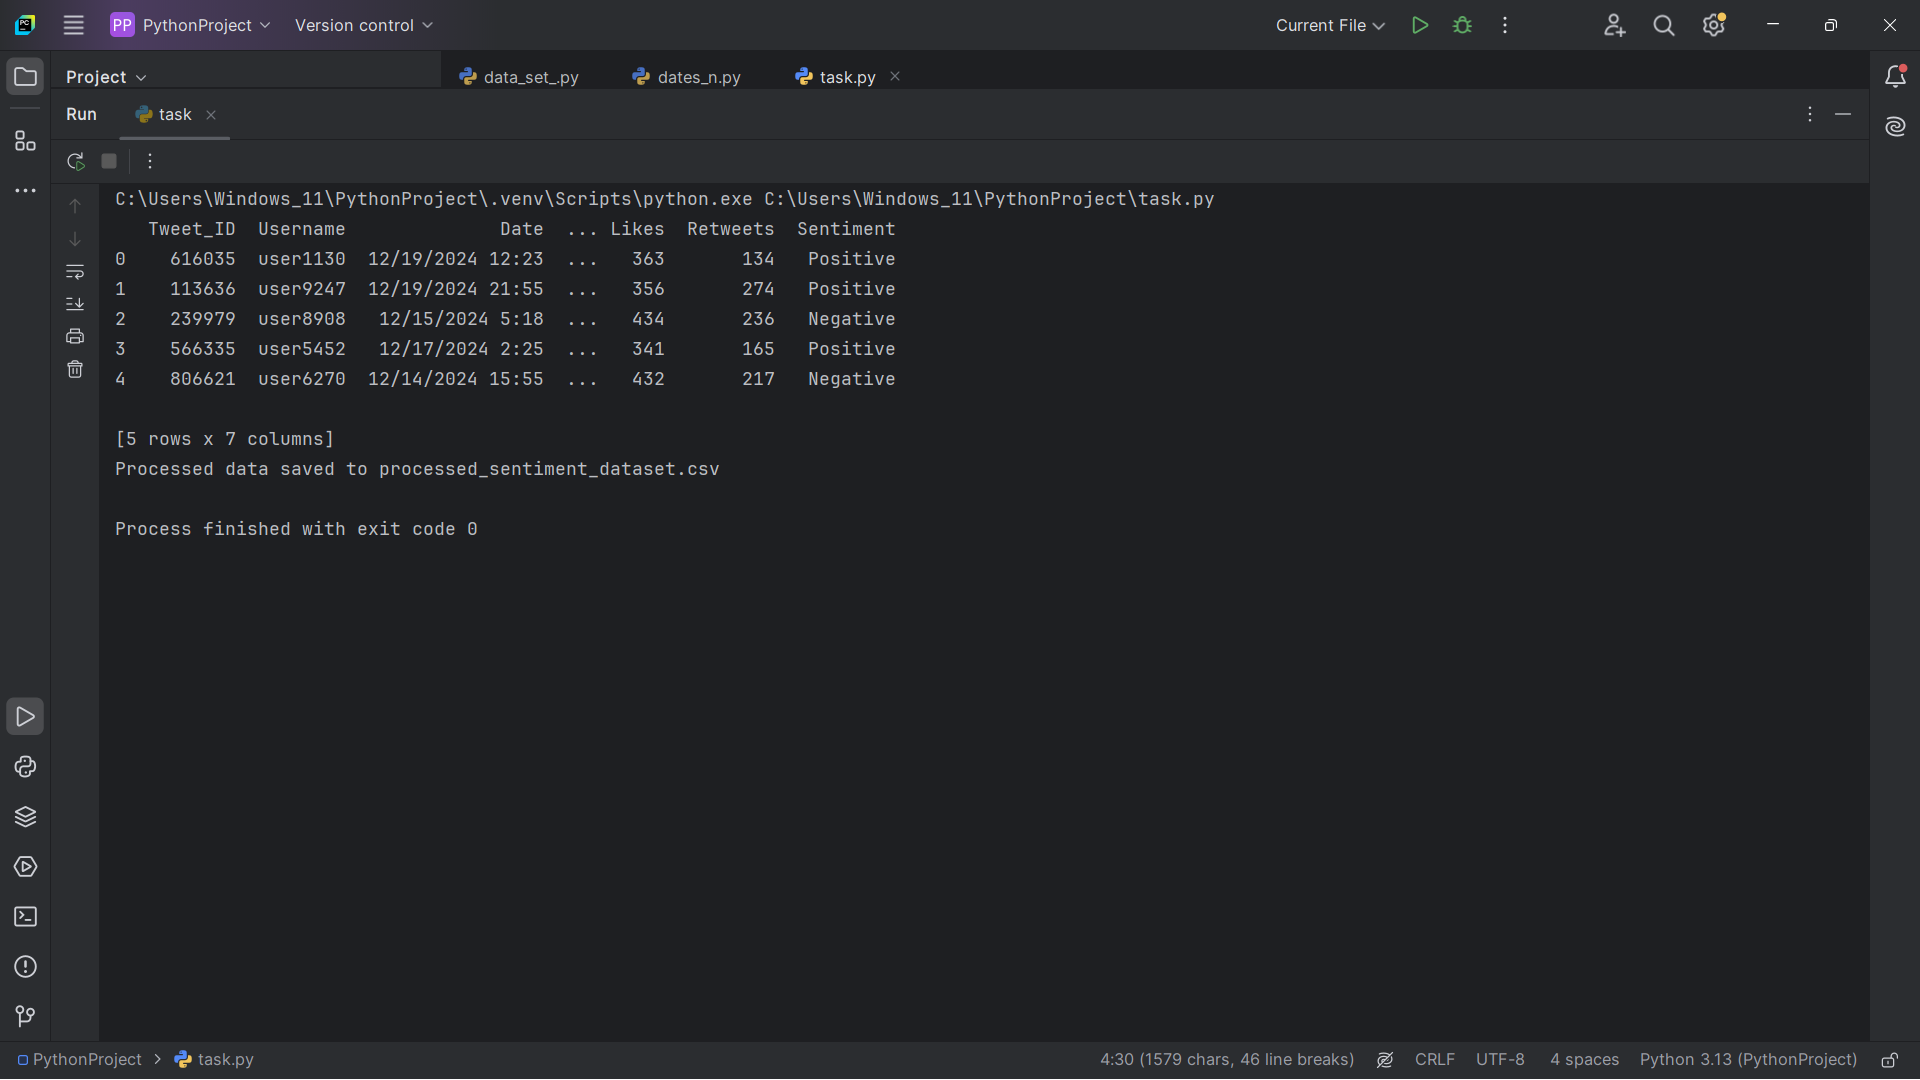 PP PythonProject Version control Current File
Project data_set_.py dates_n.py task.py
Run task
C:\Users\Windows_11\PythonProject\.venv\Scripts\python.exe C:\Users\Windows_11\PythonProject\task.py
   Tweet_ID  Username              Date  ... Likes  Retweets  Sentiment
0    616035  user1130  12/19/2024 12:23  ...   363       134   Positive
1    113636  user9247  12/19/2024 21:55  ...   356       274   Positive
2    239979  user8908   12/15/2024 5:18  ...   434       236   Negative
3    566335  user5452   12/17/2024 2:25  ...   341       165   Positive
4    806621  user6270  12/14/2024 15:55  ...   432       217   Negative
[5 rows x 7 columns]
Processed data saved to processed_sentiment_dataset.csv
Process finished with exit code 0
PythonProject > task.py 4:30 (1579 chars, 46 line breaks) CRLF UTF-8 4 spaces Python 3.13 (PythonProject)